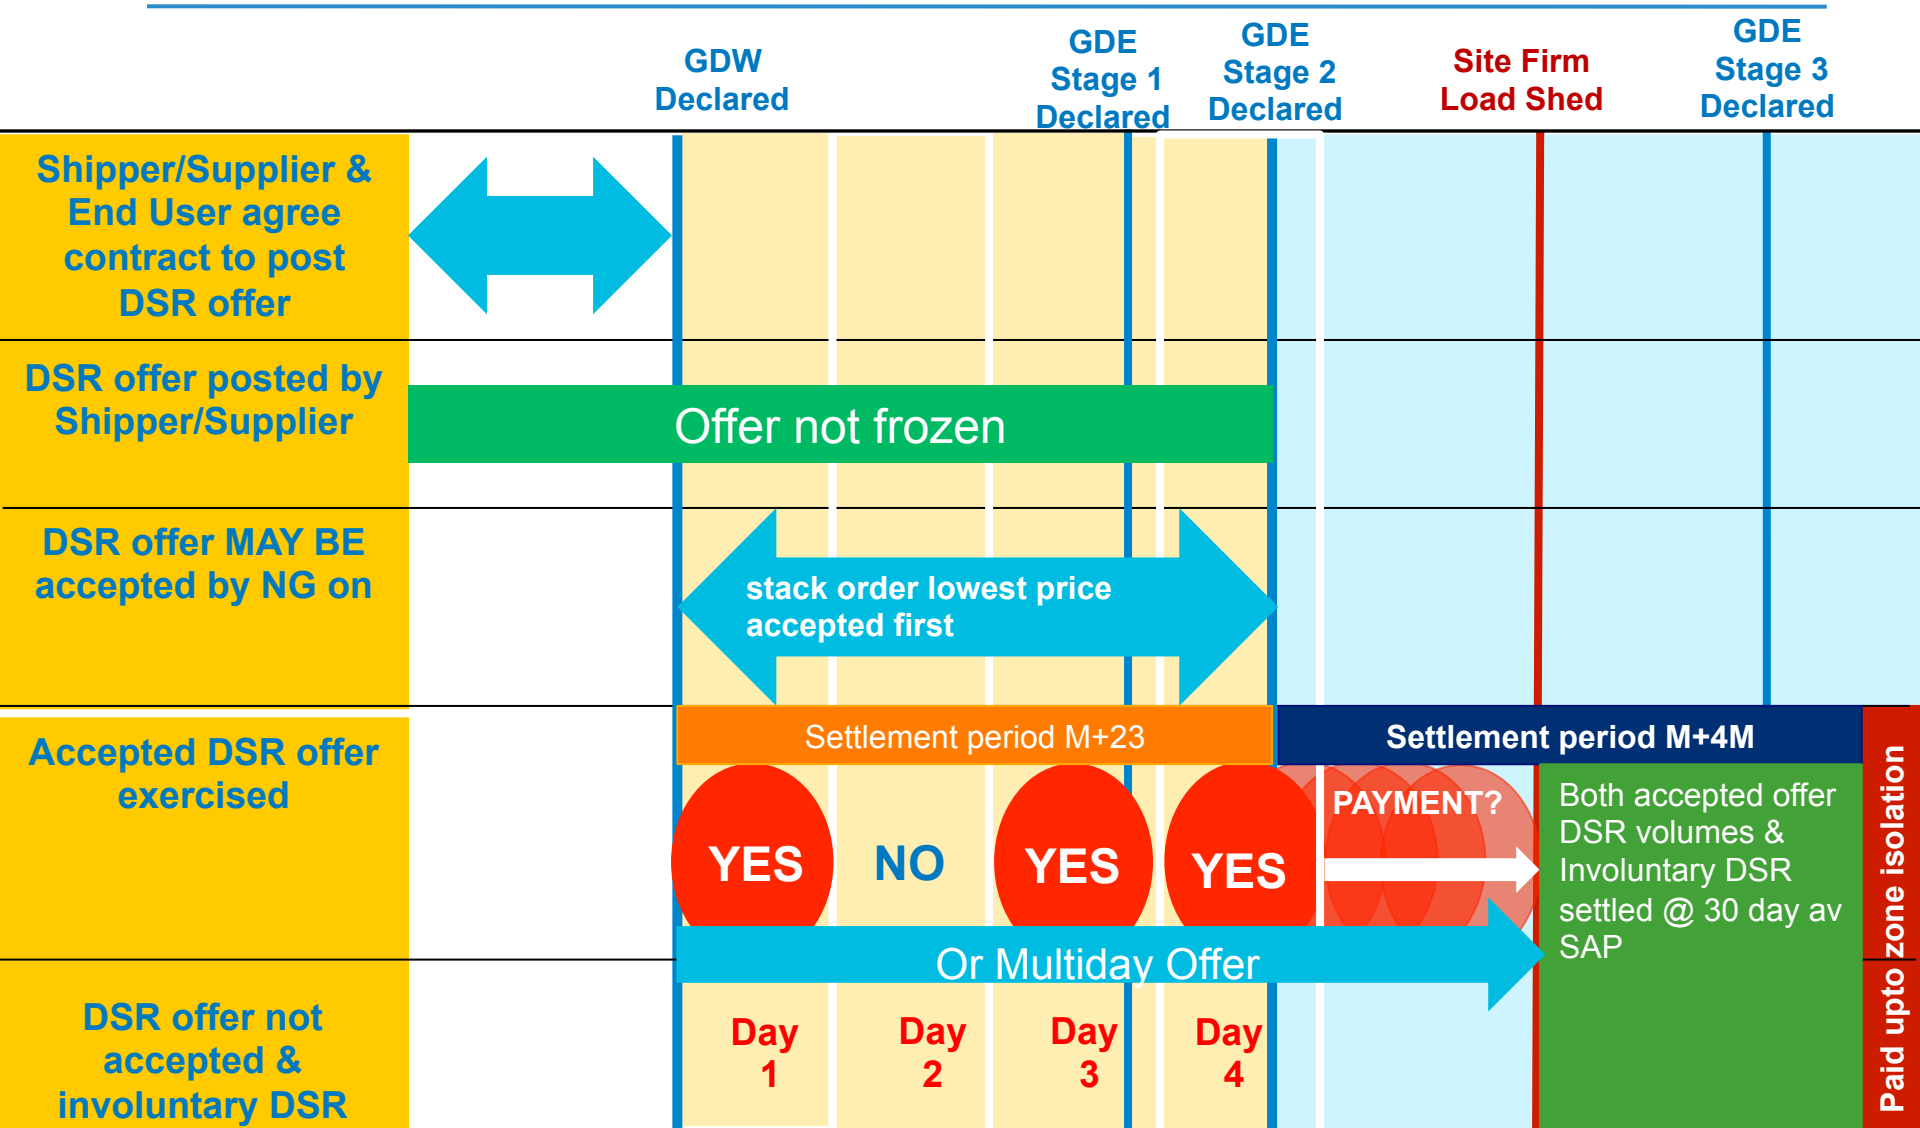 GDW
Declared
GDE
Stage 1
Declared
GDE
Stage 2
Declared
Site Firm
Load Shed
GDE
Stage 3
Declared
Shipper/Supplier &
End User agree
contract to post
DSR offer
DSR offer posted by
Shipper/Supplier
Offer not frozen
DSR offer MAY BE
accepted by NG on
stack order lowest price
accepted first
Accepted DSR offer
exercised
Settlement period M+23
Settlement period M+4M
YES
NO
YES
YES
PAYMENT?
Both accepted offer
DSR volumes &
Involuntary DSR
settled @ 30 day av
SAP
Paid upto zone isolation
Or Multiday Offer
DSR offer not
accepted &
involuntary DSR
Day
1
Day
2
Day
3
Day
4